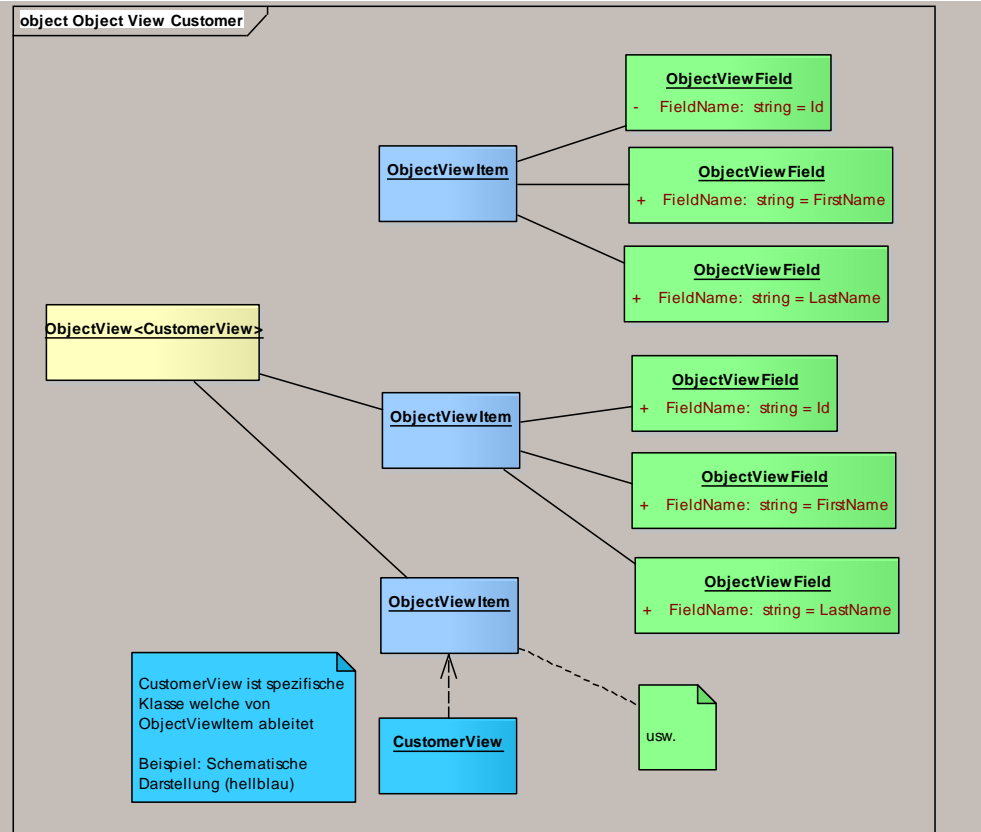 object Object View Customer
ObjectViewField
- FieldName: string = Id
ObjectViewItem
ObjectViewField
+ FieldName: string = FirstName
ObjectViewField
+ FieldName: string = LastName
ObjectView<CustomerView>
ObjectViewItem
ObjectViewField
+ FieldName: string = Id
ObjectViewField
+ FieldName: string = FirstName
ObjectViewField
+ FieldName: string = LastName
ObjectViewItem
CustomerView ist spezifische
Klasse welche von
ObjectViewItem ableitet
Beispiel: Schematische
Darstellung (hellblau)
CustomerView
usw.